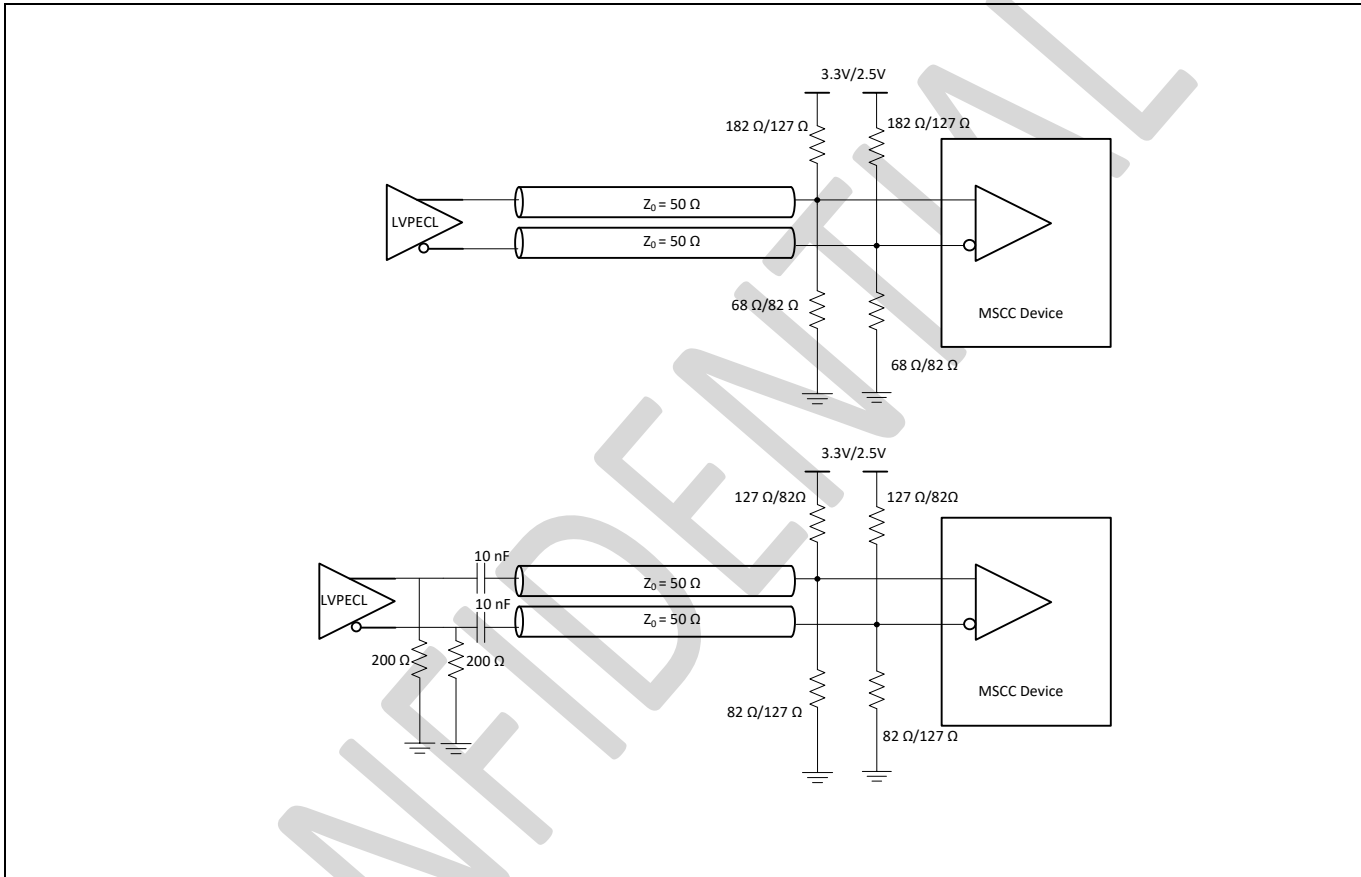 3.3V/2.5V
182 Ω/127 Ω
182 Ω/127 Ω
LVPECL
Z0 = 50 Ω
Z0 = 50 Ω
68 Ω/82 Ω
MSCC Device
68 Ω/82 Ω
3.3V/2.5V
127 Ω/82Ω
127 Ω/82Ω
10 nF
LVPECL
Z0 = 50 Ω
10 nF
Z0 = 50 Ω
200 Ω
200 Ω
82 Ω/127 Ω
MSCC Device
82 Ω/127 Ω
NFIDENTIAL